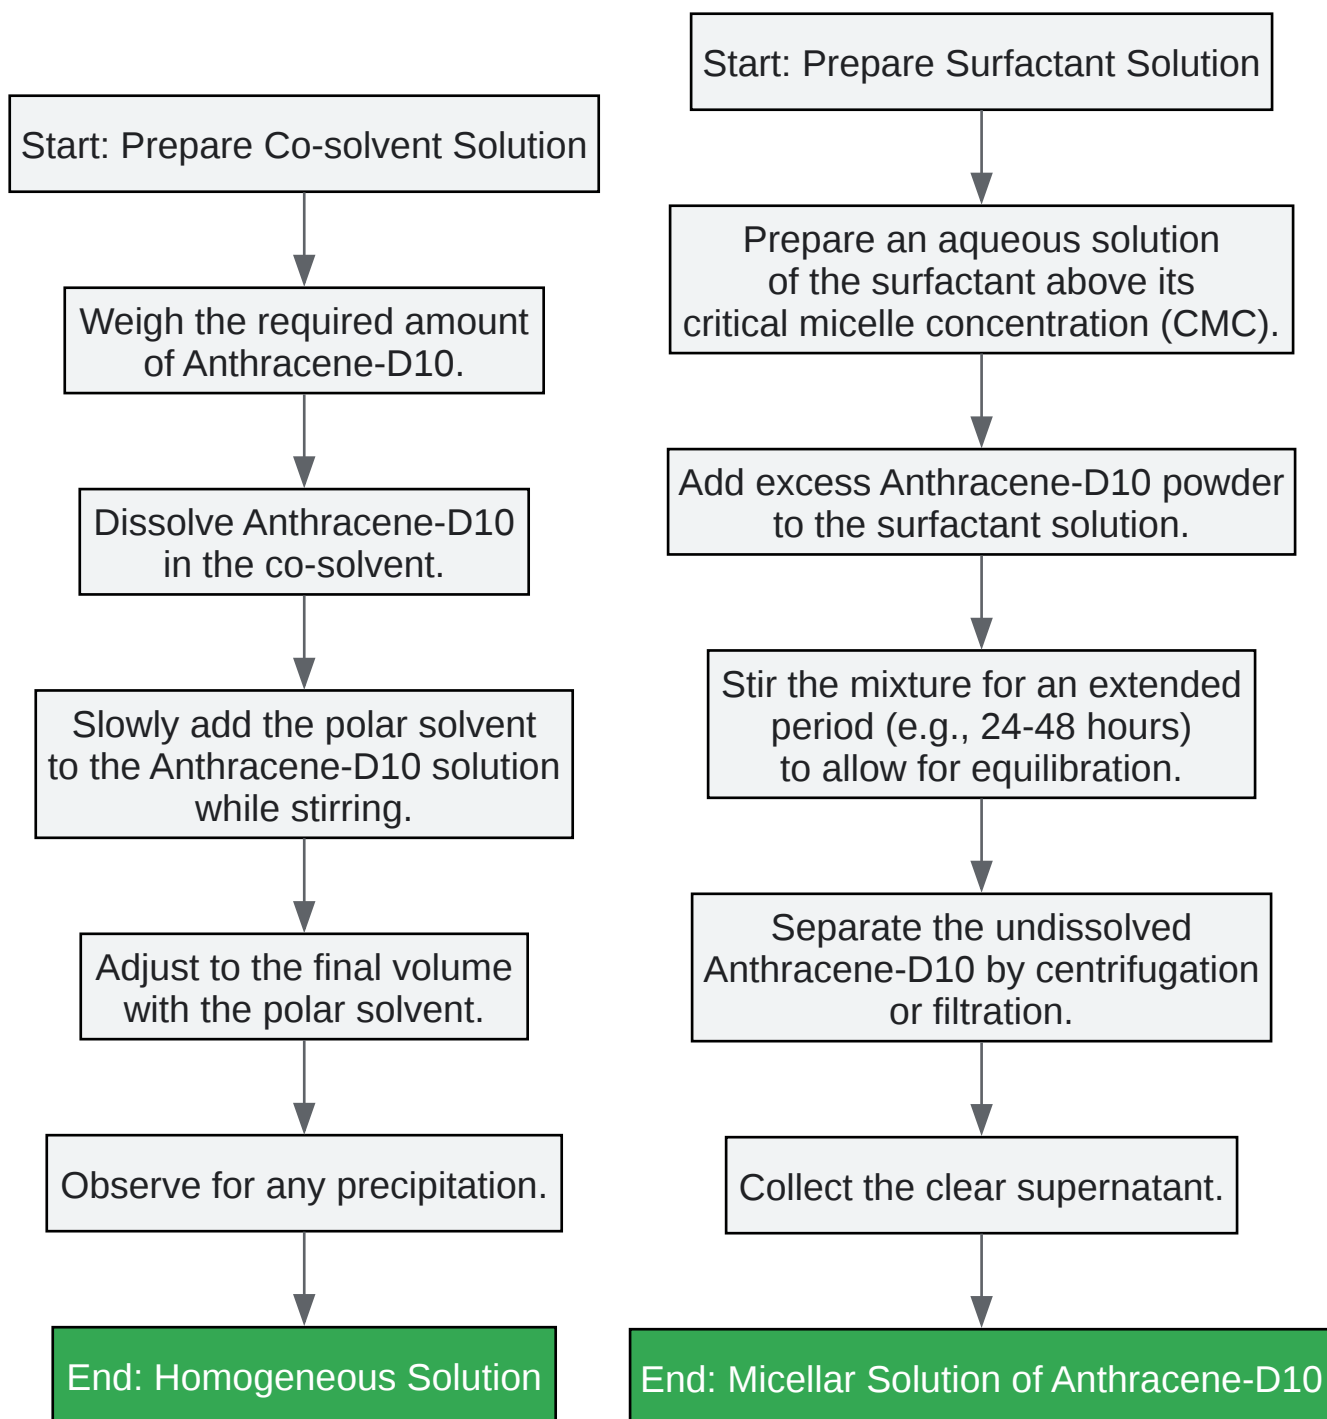 Start: Prepare Co-solvent Solution
Weigh the required amount
of Anthracene-D10.
Dissolve Anthracene-D10
in the co-solvent.
Slowly add the polar solvent
to the Anthracene-D10 solution
while stirring.
Adjust to the final volume
with the polar solvent.
Observe for any precipitation.
End: Homogeneous Solution
Start: Prepare Surfactant Solution
Prepare an aqueous solution
of the surfactant above its
critical micelle concentration (CMC).
Add excess Anthracene-D10 powder
to the surfactant solution.
Stir the mixture for an extended
period (e.g., 24-48 hours)
to allow for equilibration.
Separate the undissolved
Anthracene-D10 by centrifugation
or filtration.
Collect the clear supernatant.
End: Micellar Solution of Anthracene-D10